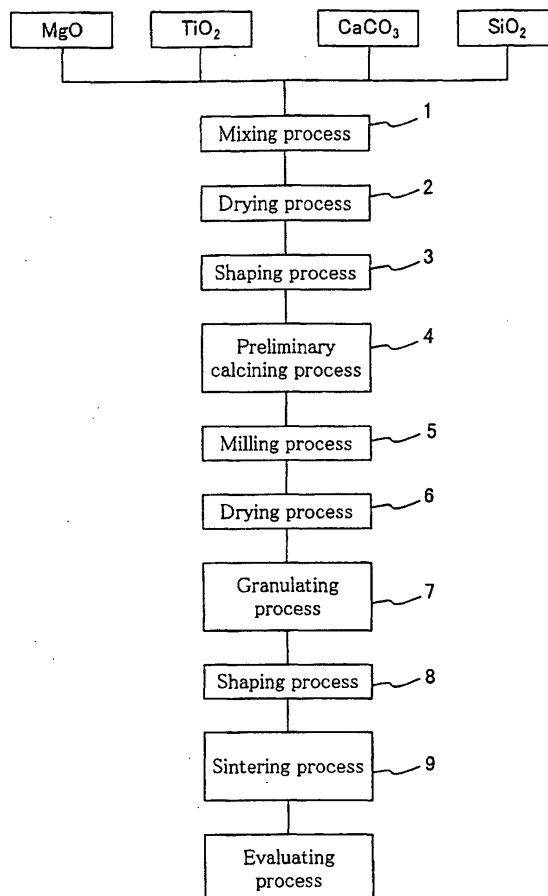 MgO
TiO₂
CaCO₃
SiO₂
1
Mixing process
2
Drying process
3
Shaping process
4
Preliminary
calcining process
5
Milling process
6
Drying process
Granulating
process
7
Shaping process
8
Sintering process
9
Evaluating
process